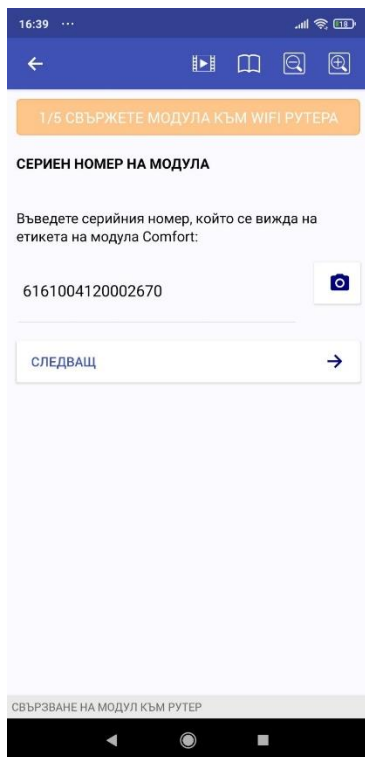 16:39 ...
1/5 СВЪРЖЕТЕ МОДУЛА КЪМ WIFI РУТЕРА
СЕРИЕН НОМЕР НА МОДУЛА
Въведете серийния номер, който се вижда на
етикета на модула Comfort:
6161004120002670
СЛЕДВАЩ
СВЪРЗВАНЕ НА МОДУЛ КЪМ РУТЕР